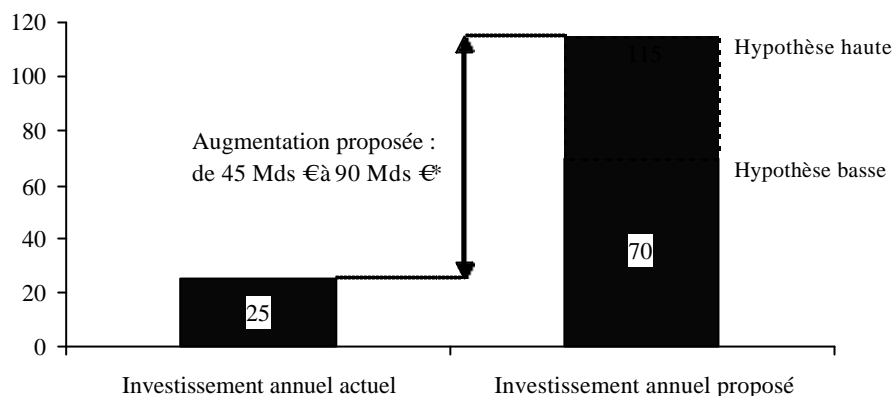 120
100
80
60
40
20
0
115
Hypothèse haute
Augmentation proposée :
de 45 Mds €à 90 Mds €*
Hypothèse basse
70
25
Investissement annuel actuel
Investissement annuel proposé